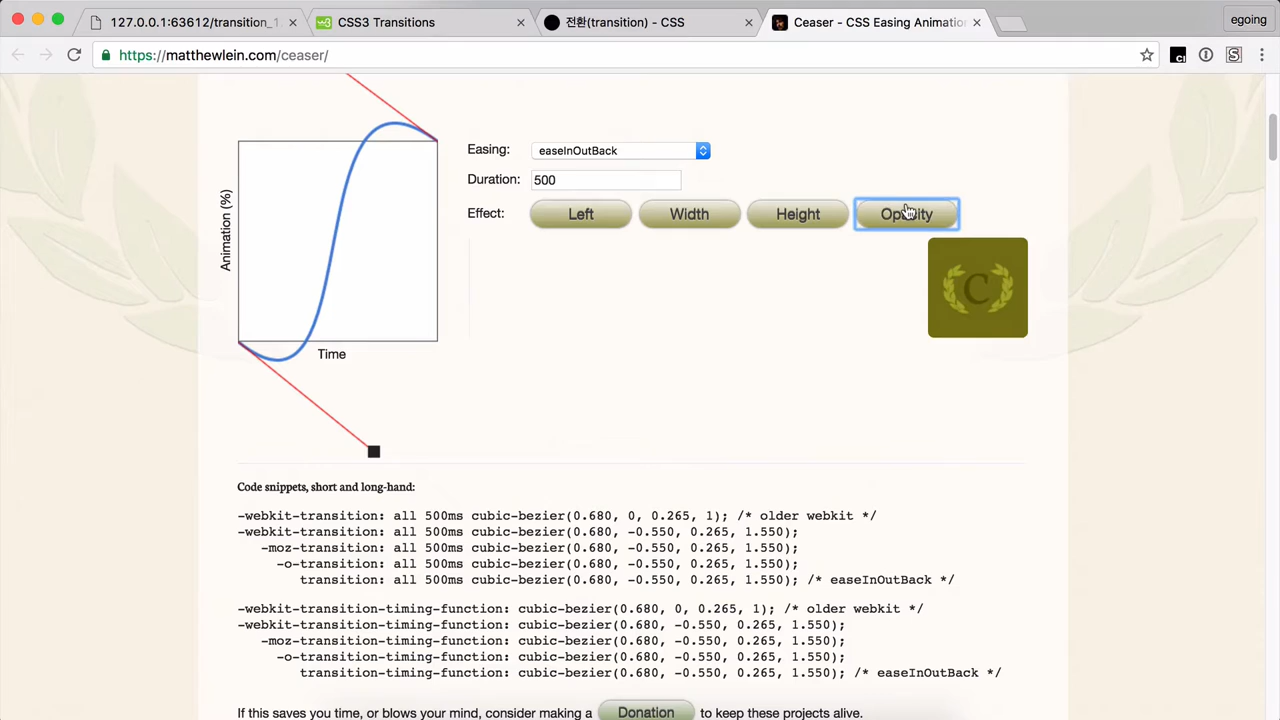 127.0.0.1:63612/transition_1.
CSS3 Transitions
전환(transition) - CSS
Ceaser - CSS Easing Animation
egoing
https://matthewlein.com/ceaser/
Easing:
easeInOutBack
Duration:
500
Effect:
Left
Width
Height
Opacity
Animation (%)
C
Time
Code snippets, short and long-hand:
-webkit-transition: all 500ms cubic-bezier(0.680, 0, 0.265, 1); /* older webkit */
-webkit-transition: all 500ms cubic-bezier(0.680, -0.550, 0.265, 1.550);
-moz-transition: all 500ms cubic-bezier(0.680, -0.550, 0.265, 1.550);
-o-transition: all 500ms cubic-bezier(0.680, -0.550, 0.265, 1.550);
transition: all 500ms cubic-bezier(0.680, -0.550, 0.265, 1.550); /* easeInOutBack */
-webkit-transition-timing-function: cubic-bezier(0.680, 0, 0.265, 1); /* older webkit */
-webkit-transition-timing-function: cubic-bezier(0.680, -0.550, 0.265, 1.550);
-moz-transition-timing-function: cubic-bezier(0.680, -0.550, 0.265, 1.550);
-o-transition-timing-function: cubic-bezier(0.680, -0.550, 0.265, 1.550);
transition-timing-function: cubic-bezier(0.680, -0.550, 0.265, 1.550); /* easeInOutBack */
If this saves you time, or blows your mind, consider making a Donation to keep these projects alive.